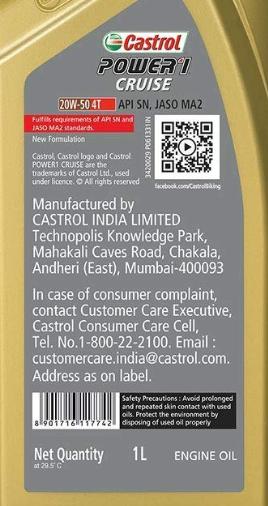 Castrol
POWER1
CRUISE
20W-50 4T API SN, JASO MA2
Fulfills requirements of API SN and
JASO MA2 standards.
New Formulation
Castrol, Castrol logo and Castrol
POWER1 CRUISE are the
trademarks of Castrol Ltd., used
under licence. © All rights reserved
3420029 P061331IN
facebook.com/CastrolBiking
Manufactured by
CASTROL INDIA LIMITED
Technopolis Knowledge Park,
Mahakali Caves Road, Chakala,
Andheri (East), Mumbai-400093
In case of consumer complaint,
contact Customer Care Executive,
Castrol Consumer Care Cell,
Tel. No.1-800-22-2100. Email :
customercare.india@castrol.com.
Address as on label.
8 901716 117742
Safety Precautions : Avoid prolonged
and repeated skin contact with used
oils. Protect the environment by
disposing of used oil properly
Net Quantity 1L ENGINE OIL
at 29.5° C